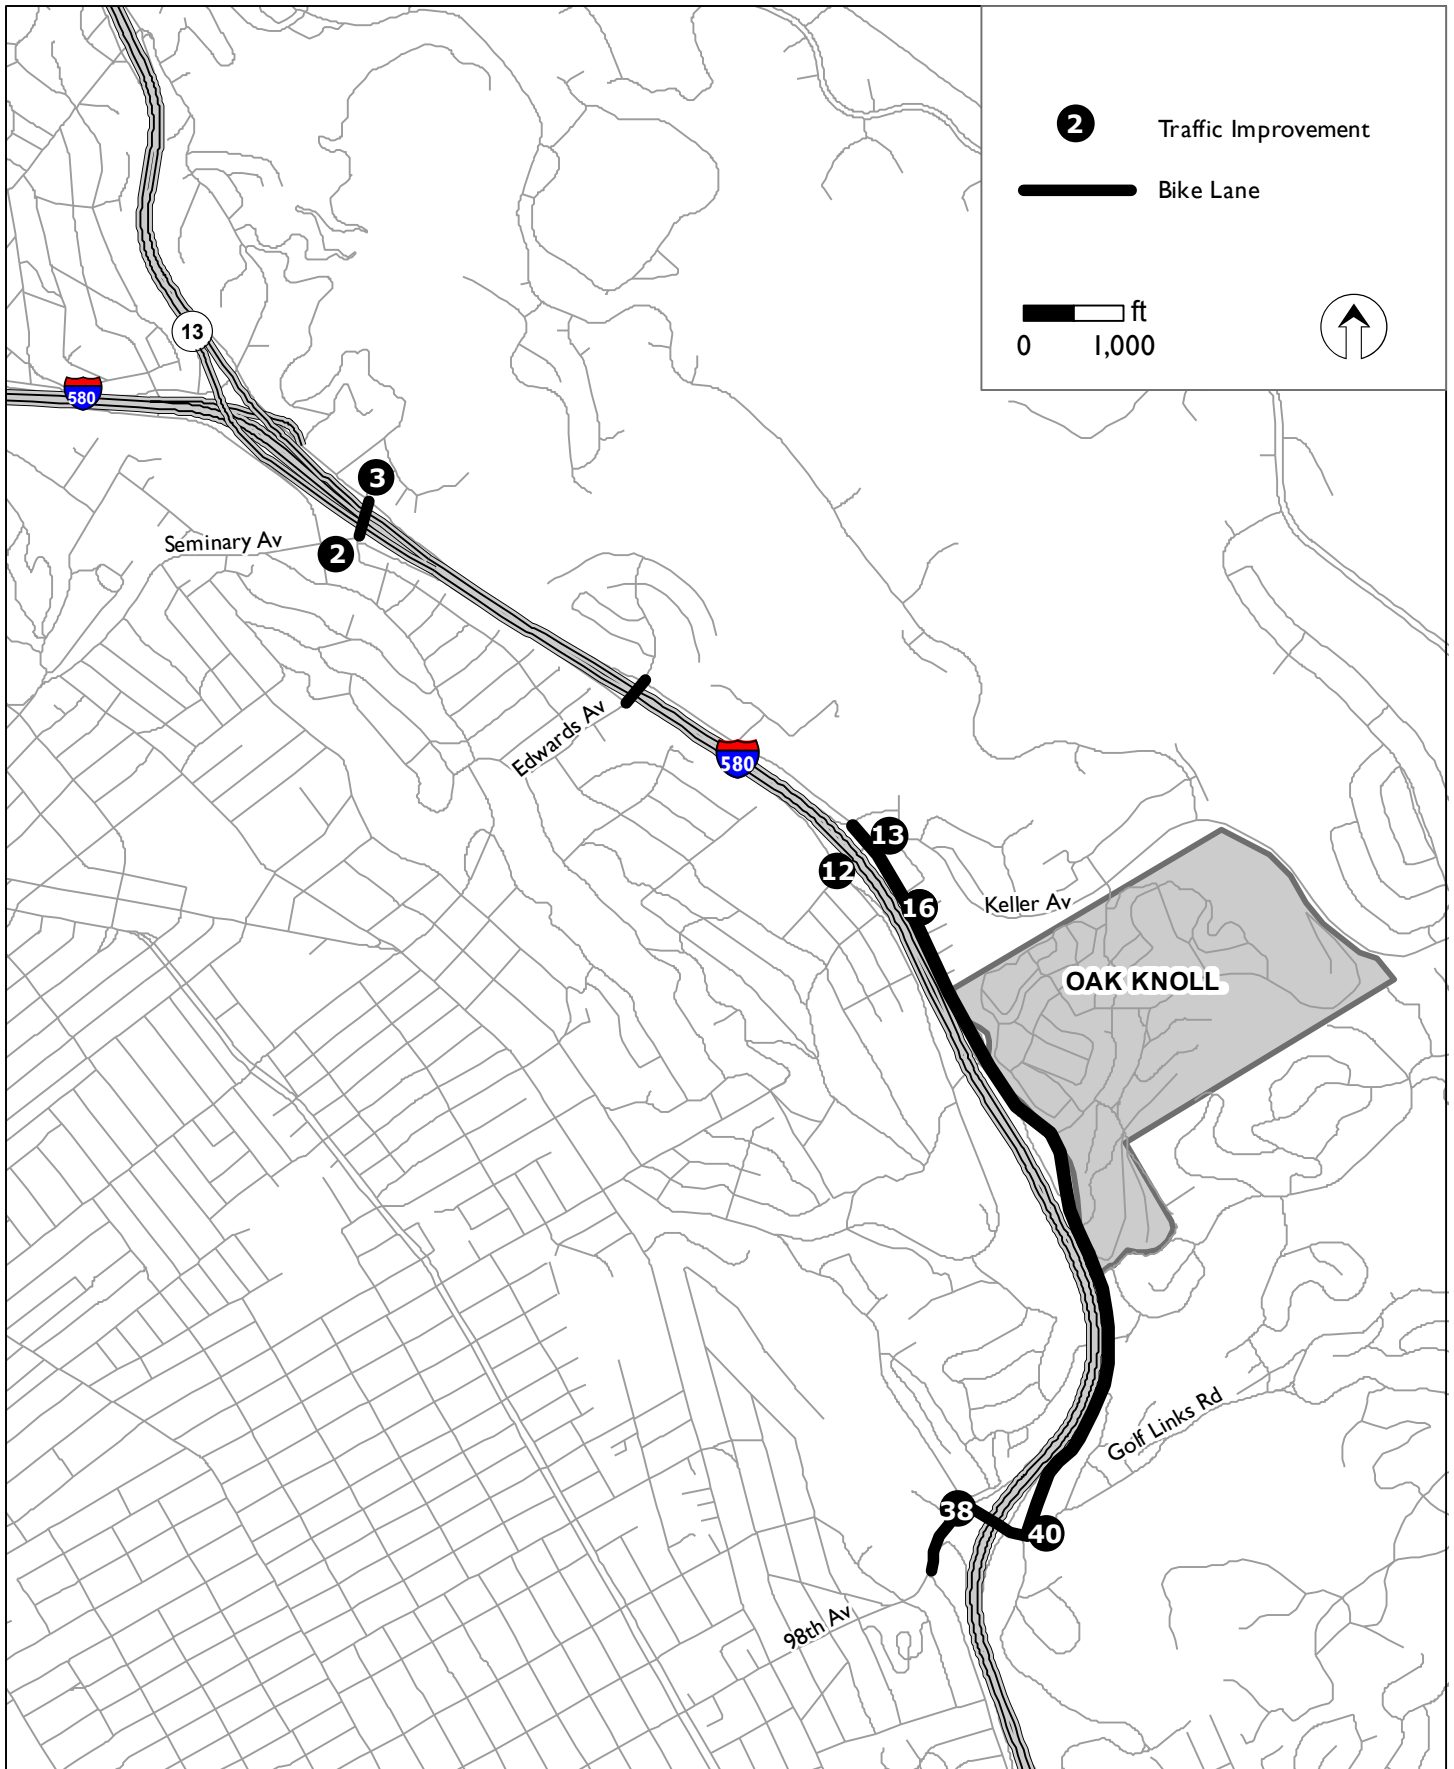 2 Traffic Improvement
Bike Lane
ft
0 1,000
13
580
3
Seminary Av
2
Edwards Av
580
13
12
16
Keller Av
OAK KNOLL
Golf Links Rd
38
40
98th Av